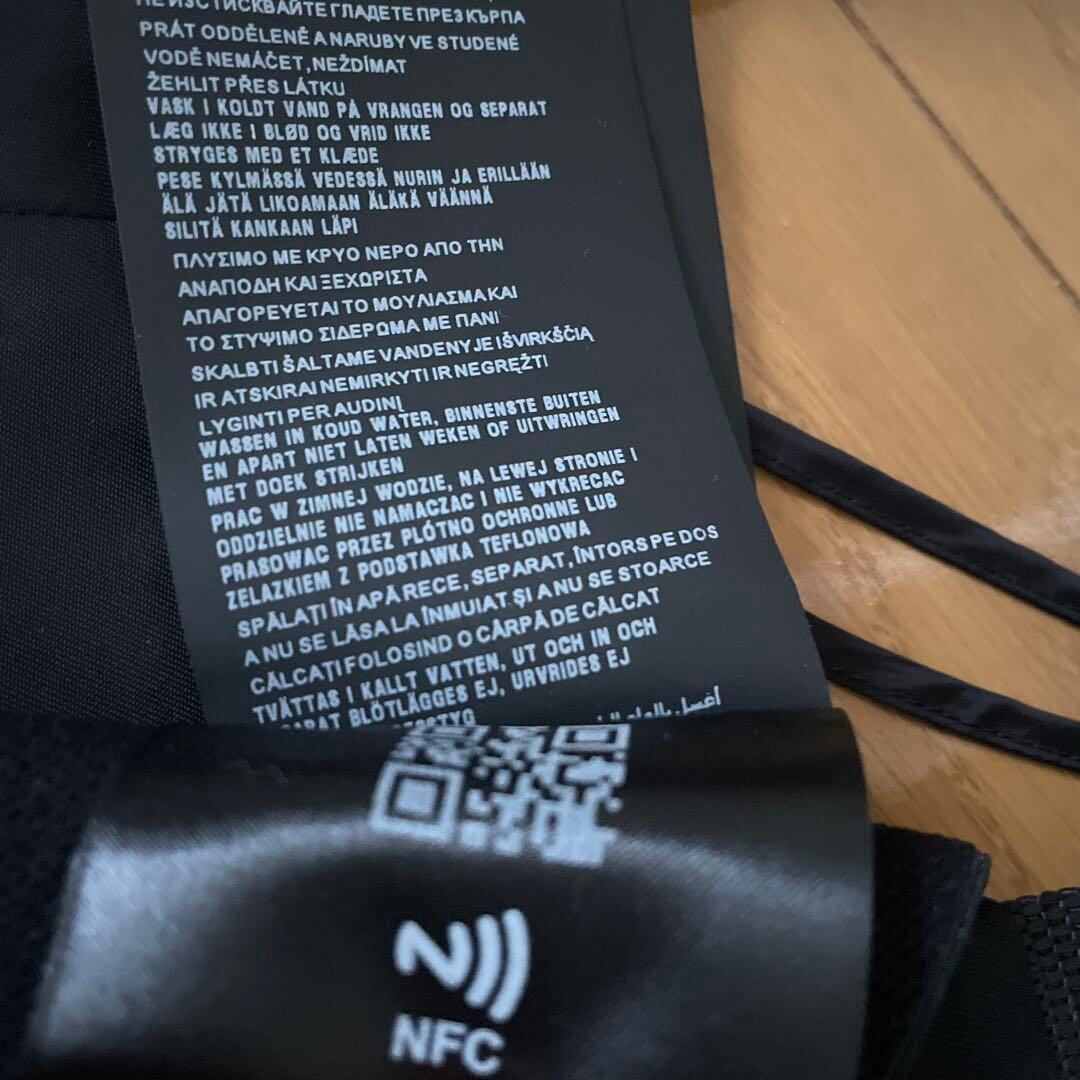 НЕ ИЗСТИСКВАЙТЕ ГЛАДЕТЕ ПРЕЗ КЪРПА
PRÁT ODDĚLENĚ A NARUBY VE STUDENÉ
VODĚ NEMÁČET, NEŽDÍMAT
ŽEHLIT PŘES LÁTKU
VASK I KOLDT VAND PÅ VRANGEN OG SEPARAT
LÆG IKKE I BLØD OG VRID IKKE
STRYGES MED ET KLÆDE
PESE KYLMÄSSÄ VEDESSÄ NURIN JA ERILLÄÄN
ÄLÄ JÄTÄ LIKOAMAAN ÄLÄKÄ VÄÄNNÄ
SILITÄ KANKAAN LÄPI
ΠΛΥΣΙΜΟ ΜΕ ΚΡΥΟ ΝΕΡΟ ΑΠΟ ΤΗΝ
ΑΝΑΠΟΔΗ ΚΑΙ ΞΕΧΩΡΙΣΤΑ
ΑΠΑΓΟΡΕΥΕΤΑΙ ΤΟ ΜΟΥΛΙΑΣΜΑ ΚΑΙ
ΤΟ ΣΤΥΨΙΜΟ ΣΙΔΕΡΩΜΑ ΜΕ ΠΑΝΙ
SKALBTI ŠALTAME VANDENYJE IŠVIRKŠČIĄ
IR ATSKIRAI NEMIRKYTI IR NEGRĘŽTI
LYGINTI PER AUDINĮ
WASSEN IN KOUD WATER, BINNENSTE BUITEN
EN APART NIET LATEN WEKEN OF UITWRINGEN
MET DOEK STRIJKEN
PRAC W ZIMNEJ WODZIE, NA LEWEJ STRONIE I
ODDZIELNIE NIE NAMACZAC I NIE WYKRECAC
PRASOWAC PRZEZ PLÓTNO OCHRONNE LUB
ZELAZKIEM Z PODSTAWKA TEFLONOWA
SPĂLAȚI ÎN APĂ RECE, SEPARAT, ÎNTORS PE DOS
A NU SE LĂSA LA ÎNMUIAT ȘI A NU SE STOARCE
CĂLCAȚI FOLOSIND O CÂRPĂ DE CĂLCAT
TVÄTTAS I KALLT VATTEN, UT OCH IN OCH
BLÖTLÄGGES EJ, URVRIDES EJ
أغسل بالماء
NFC